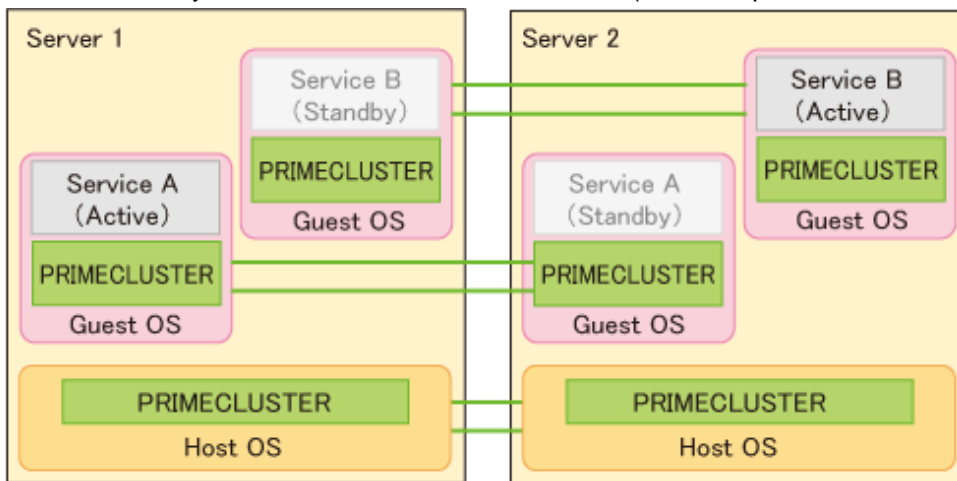 Server 1
Service B
(Standby)
PRIMECLUSTER
Guest OS
Service A
(Active)
PRIMECLUSTER
Guest OS
PRIMECLUSTER
Host OS
Server 2
Service B
(Active)
PRIMECLUSTER
Guest OS
Service A
(Standby)
PRIMECLUSTER
Guest OS
PRIMECLUSTER
Host OS